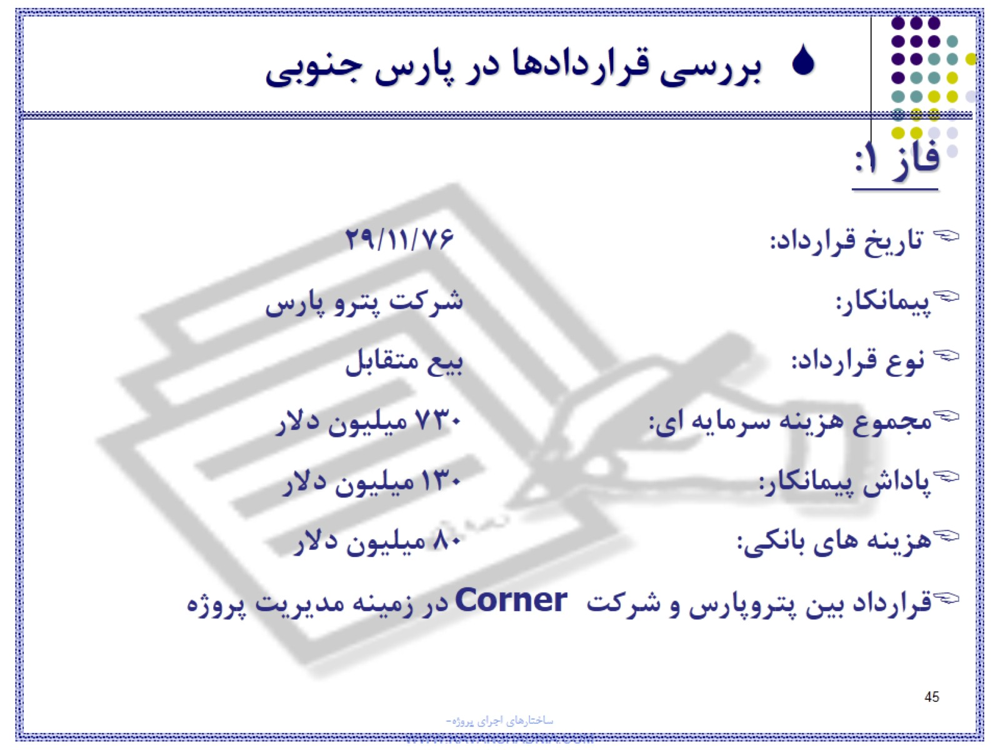 بررسی قراردادها در پارس جنوبی
فاز ۱:
تاریخ قرارداد: ۲۹/۱۱/۷۶
پیمانکار: شرکت پترو پارس
نوع قرارداد: بیع متقابل
مجموع هزینه سرمایه ای: ۷۳۰ میلیون دلار
پاداش پیمانکار: ۱۳۰ میلیون دلار
هزینه های بانکی: ۸۰ میلیون دلار
قرارداد بین پتروپارس و شرکت Corner در زمینه مدیریت پروژه
45
ساختارهای اجرای پروژه-